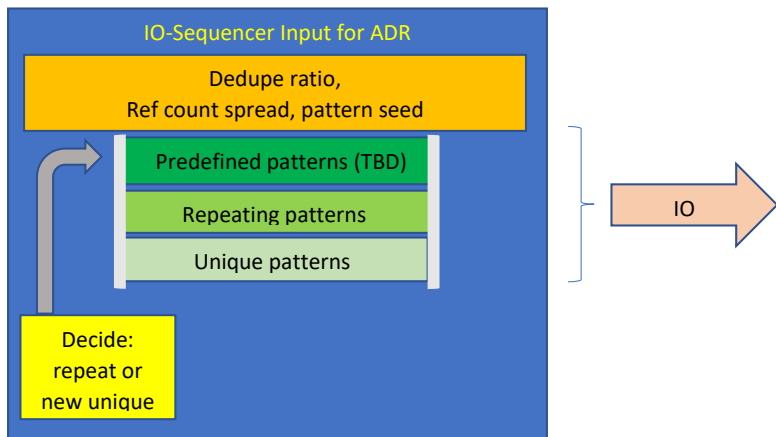 IO-Sequencer Input for ADR
Dedupe ratio,
Ref count spread, pattern seed
Predefined patterns (TBD)
Repeating patterns
Unique patterns
IO
Decide:
repeat or
new unique